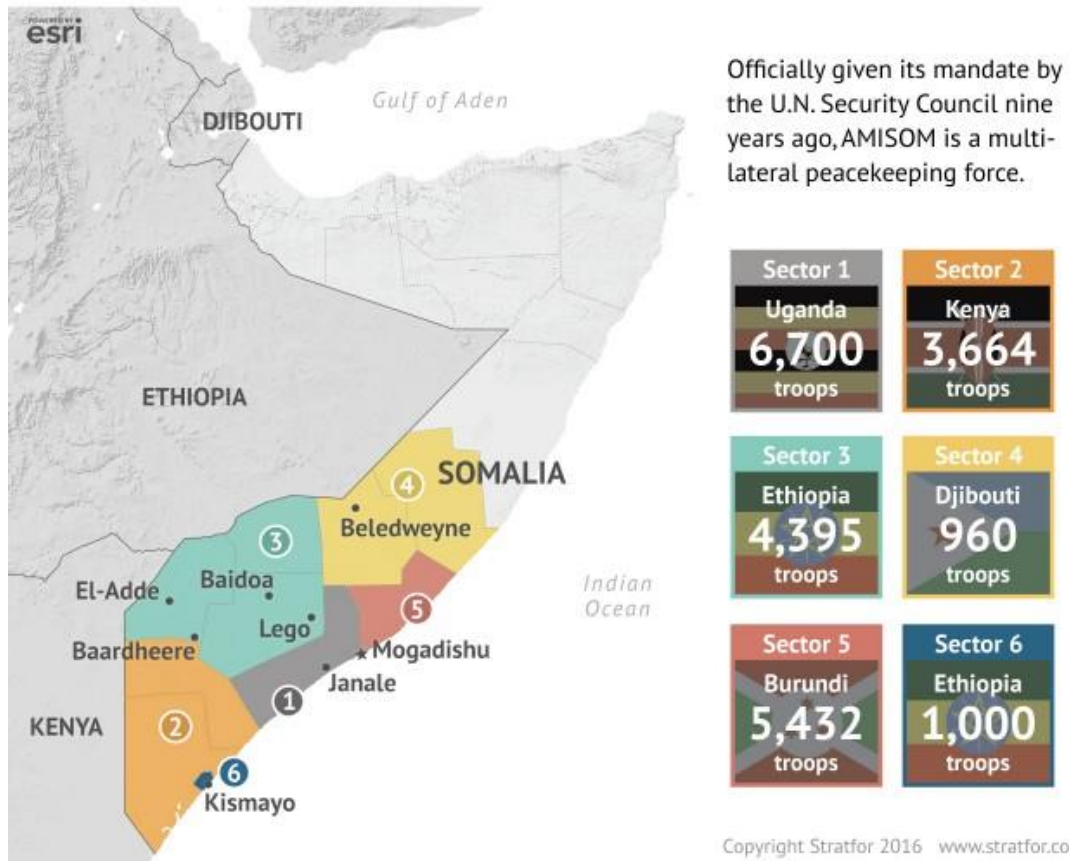 POWERED BY
esri
Gulf of Aden
DJIBOUTI
ETHIOPIA
SOMALIA
4
Beledweyne
3
El-Adde
Baidoa
Lego
5
Indian
Ocean
Baardheere
Mogadishu
Janale
1
KENYA
2
6
Kismayo
Officially given its mandate by
the U.N. Security Council nine
years ago, AMISOM is a multi-
lateral peacekeeping force.
Sector 1
Uganda
6,700
troops
Sector 2
Kenya
3,664
troops
Sector 3
Ethiopia
4,395
troops
Sector 4
Djibouti
960
troops
Sector 5
Burundi
5,432
troops
Sector 6
Ethiopia
1,000
troops
Copyright Stratfor 2016 www.stratfor.co